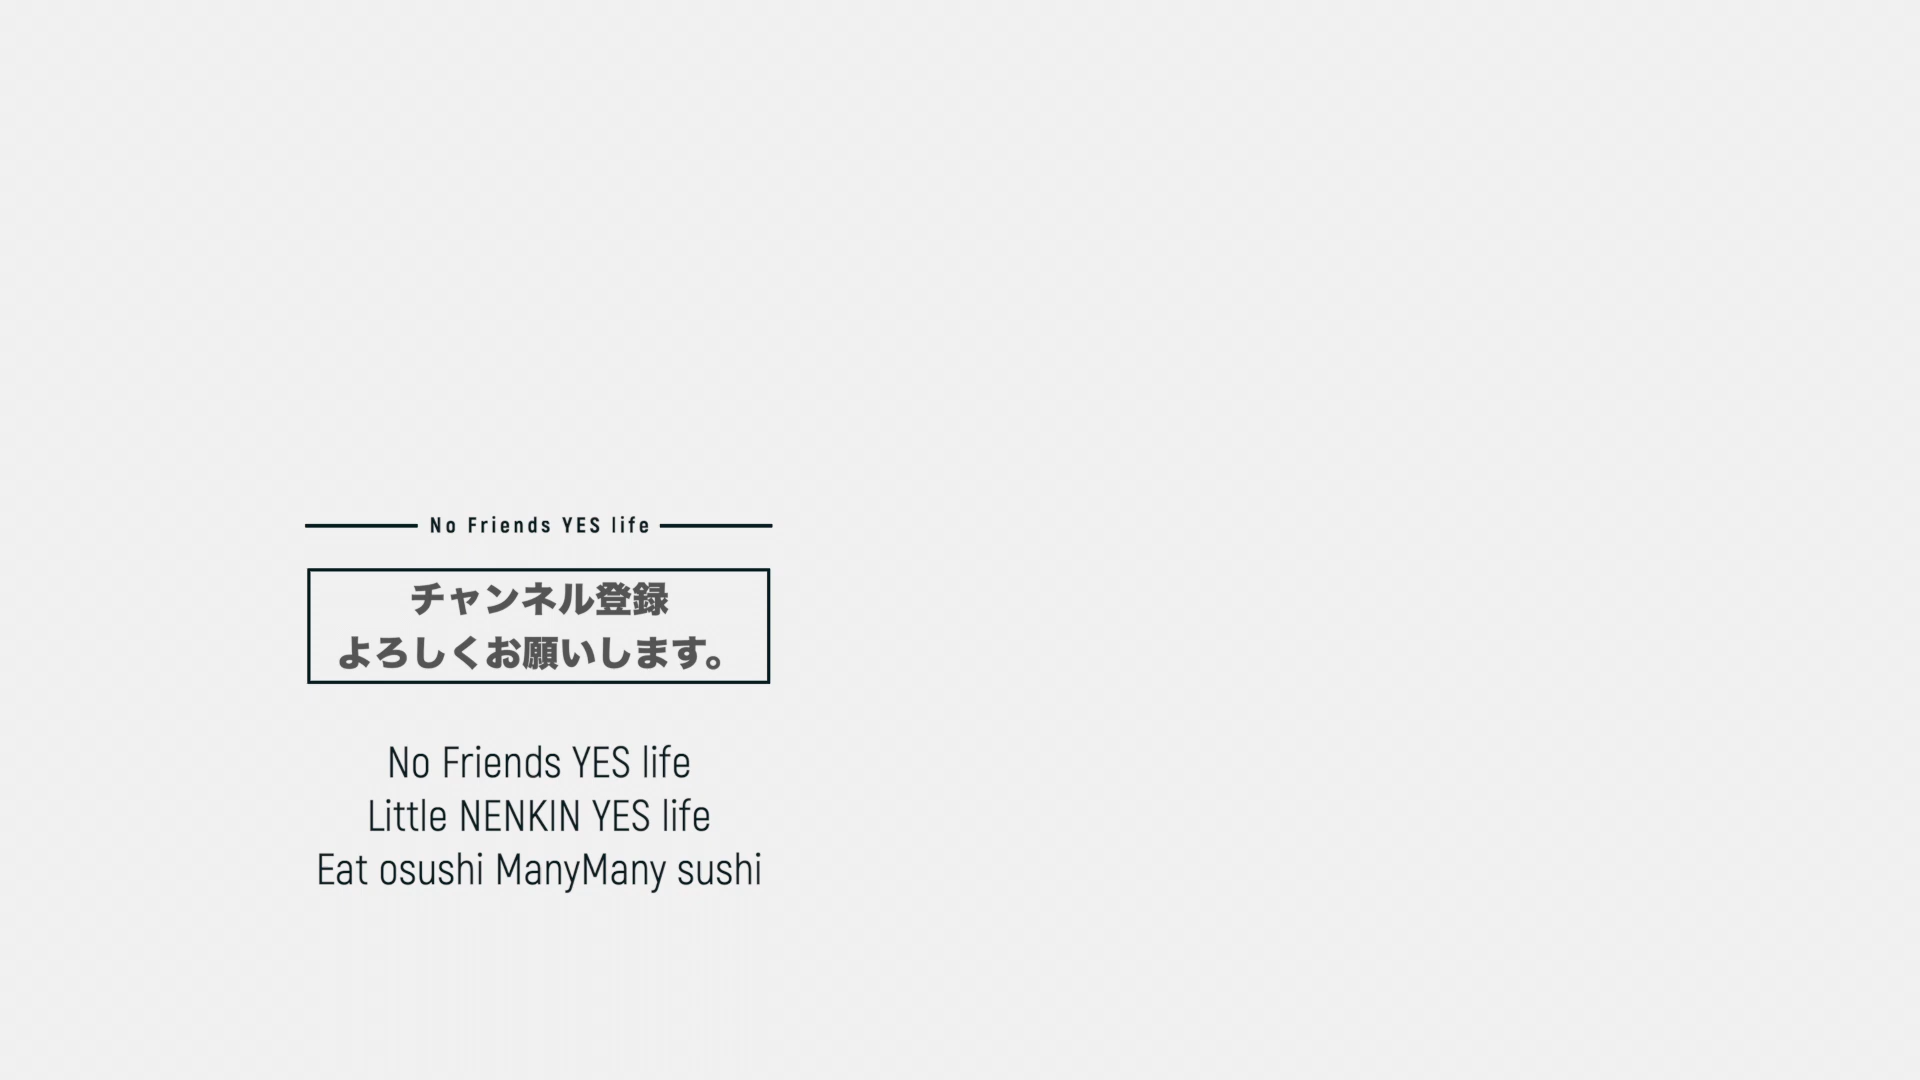 No Friends YES life
チャンネル登録
よろしくお願いします。
No Friends YES life
Little NENKIN YES life
Eat osushi ManyMany sushi